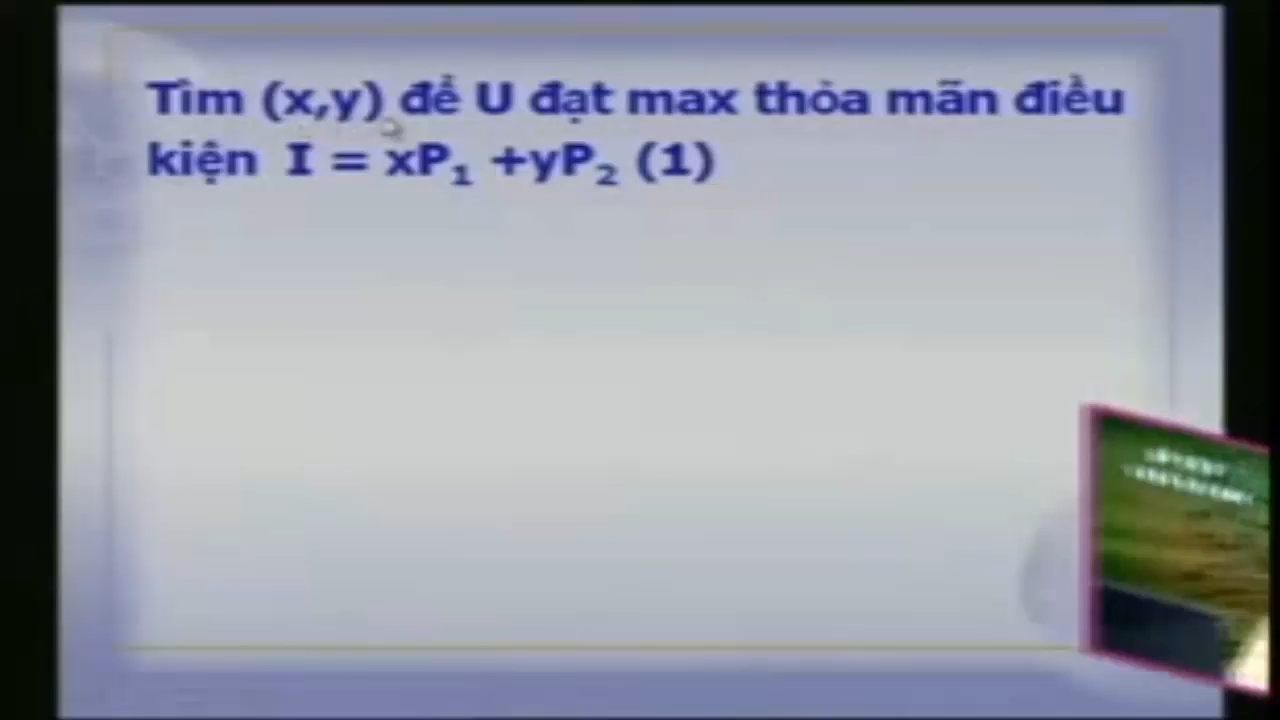 Tìm (x,y) để U đạt max thỏa mãn điều
kiện I = xP₁ +yP₂ (1)